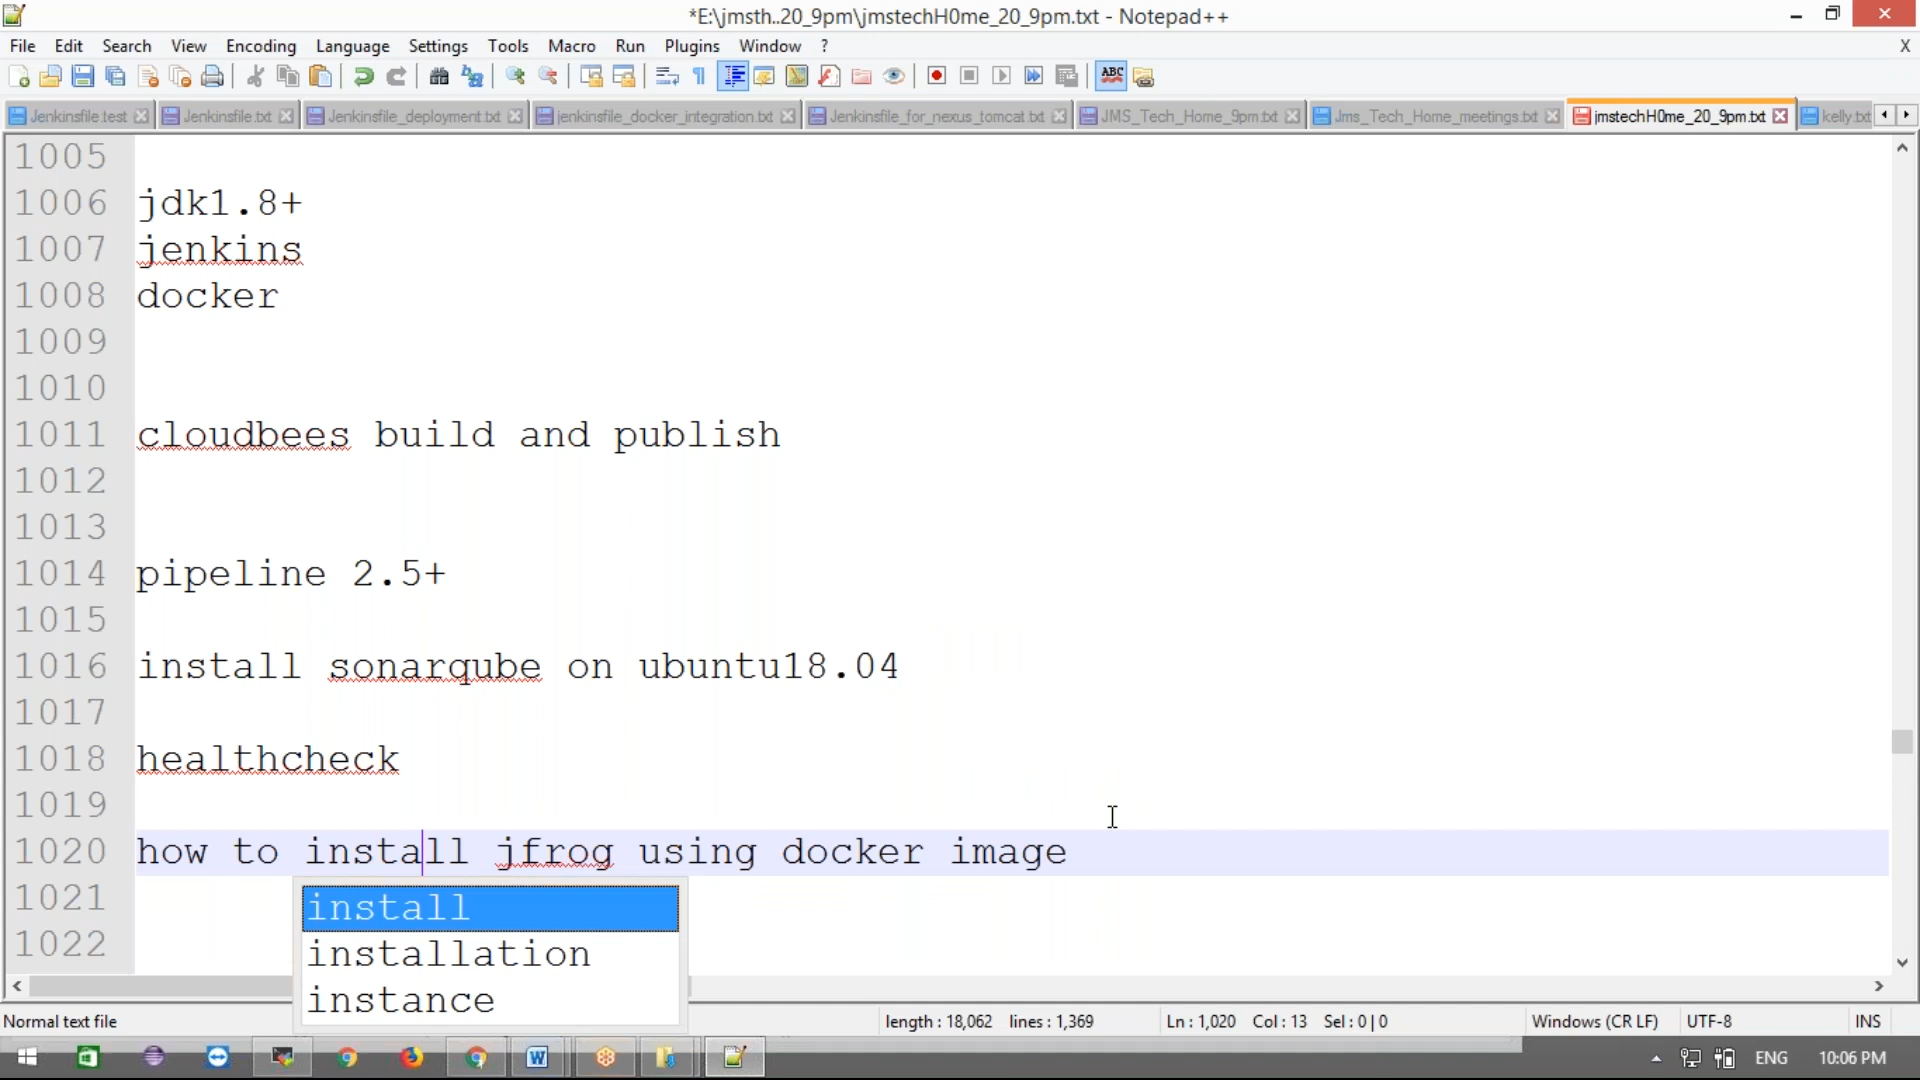 *E:\jmsth..20_9pm\jmstechH0me_20_9pm.txt - Notepad++
File Edit Search View Encoding Language Settings Tools Macro Run Plugins Window ? X
Jenkinsfile.test Jenkinsfile.txt Jenkinsfile_deployment.txt jenkinsfile_docker_integration.txt Jenkinsfile_for_nexus_tomcat.txt JMS_Tech_Home_9pm.txt Jms_Tech_Home_meetings.txt jmstechH0me_20_9pm.txt kelly.txt
1005
1006 jdk1.8+
1007 jenkins
1008 docker
1009
1010
1011 cloudbees build and publish
1012
1013
1014 pipeline 2.5+
1015
1016 install sonarqube on ubuntu18.04
1017
1018 healthcheck
1019
1020 how to install jfrog using docker image
1021
install
1022
installation
instance
Normal text file length : 18,062 lines : 1,369 Ln : 1,020 Col : 13 Sel : 0 | 0 Windows (CR LF) UTF-8 INS
ENG 10:06 PM